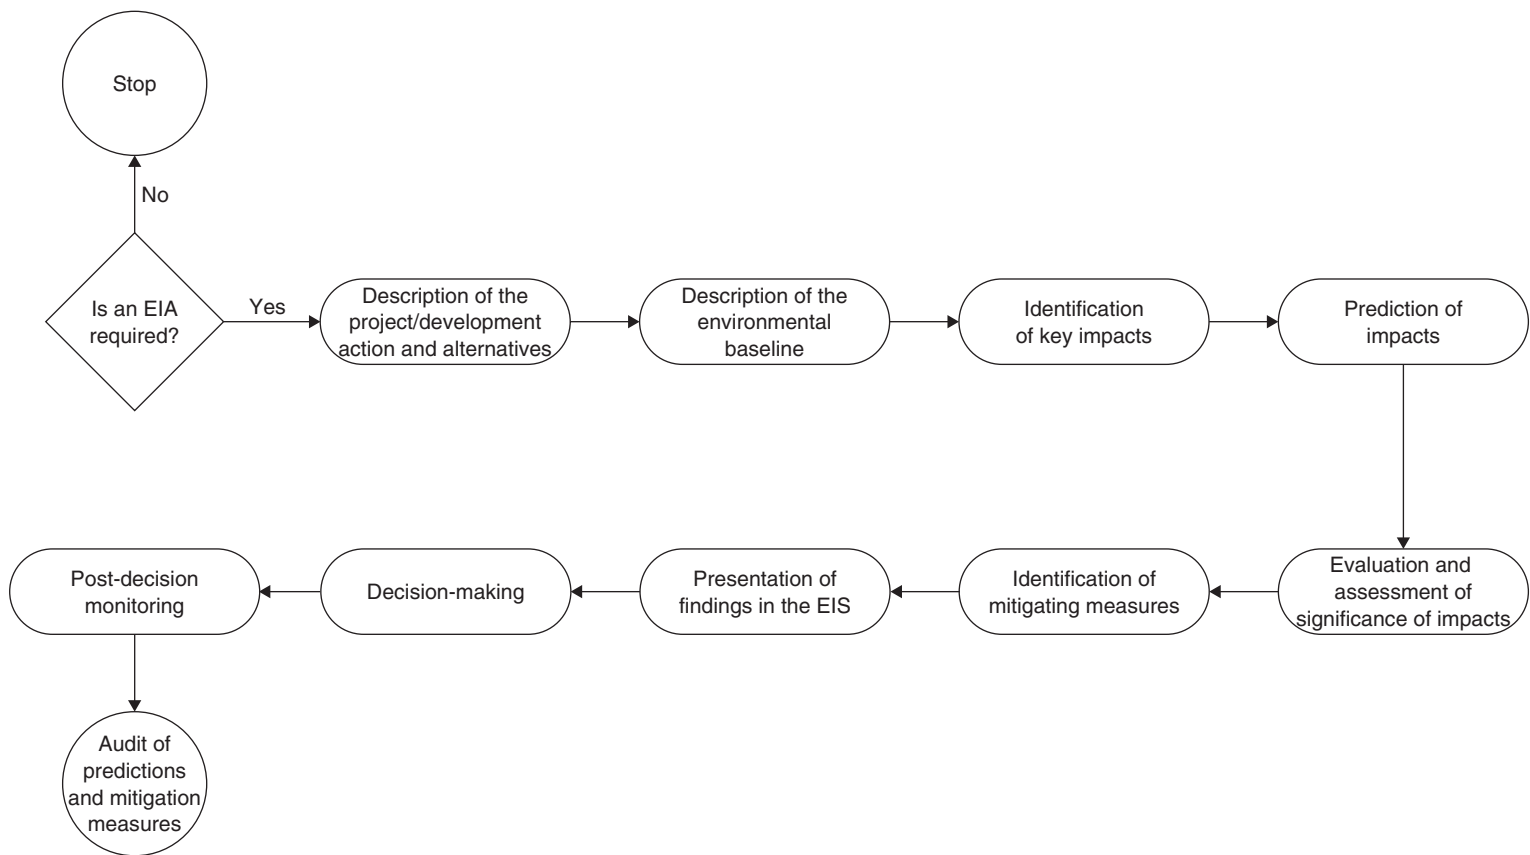 Stop
No
Is an EIA
required?
Yes
Description of the
project/development
action and alternatives
Description of the
environmental
baseline
Identification
of key impacts
Prediction of
impacts
Evaluation and
assessment of
significance of impacts
Identification of
mitigating measures
Presentation of
findings in the EIS
Decision-making
Post-decision
monitoring
Audit of
predictions
and mitigation
measures